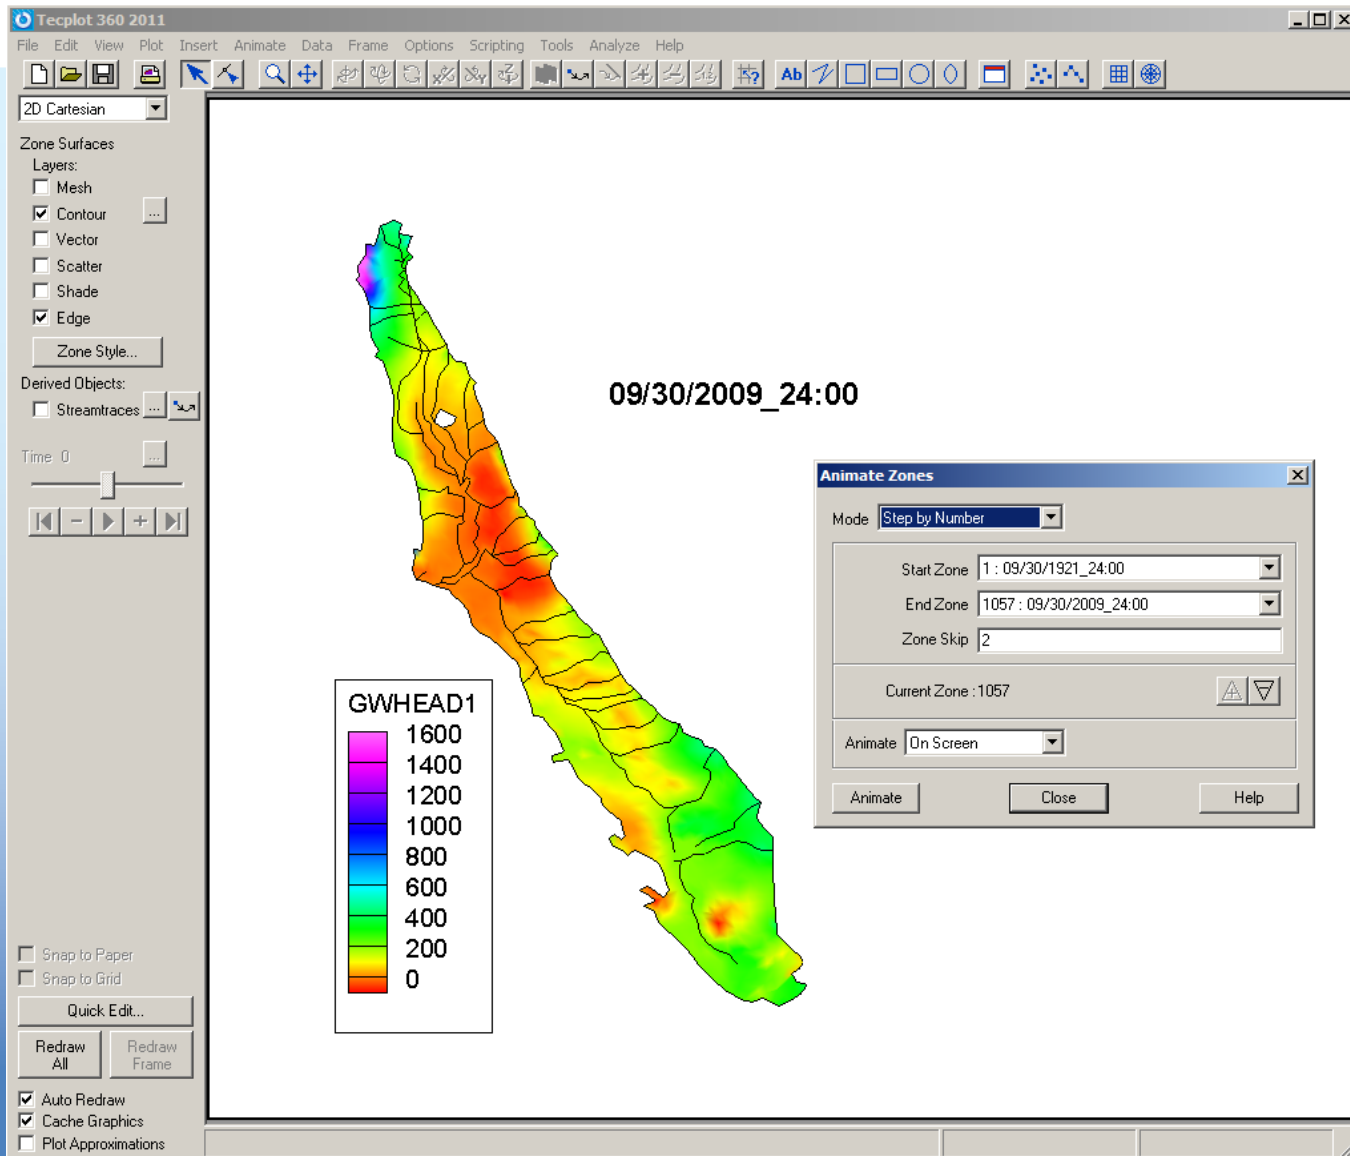 Tecplot 360 2011
File Edit View Plot Insert Animate Data Frame Options Scripting Tools Analyze Help
Ab
2D Cartesian
Zone Surfaces
Layers:
Mesh
Contour ...
Vector
Scatter
Shade
Edge
Zone Style...
Derived Objects:
Streamtraces ...
Time 0 ...
Snap to Paper
Snap to Grid
Quick Edit...
Redraw All
Redraw Frame
Auto Redraw
Cache Graphics
Plot Approximations
09/30/2009_24:00
GWHEAD1
1600
1400
1200
1000
800
600
400
200
0
Animate Zones
Mode Step by Number
Start Zone 1 : 09/30/1921_24:00
End Zone 1057 : 09/30/2009_24:00
Zone Skip 2
Current Zone : 1057
Animate On Screen
Animate Close Help